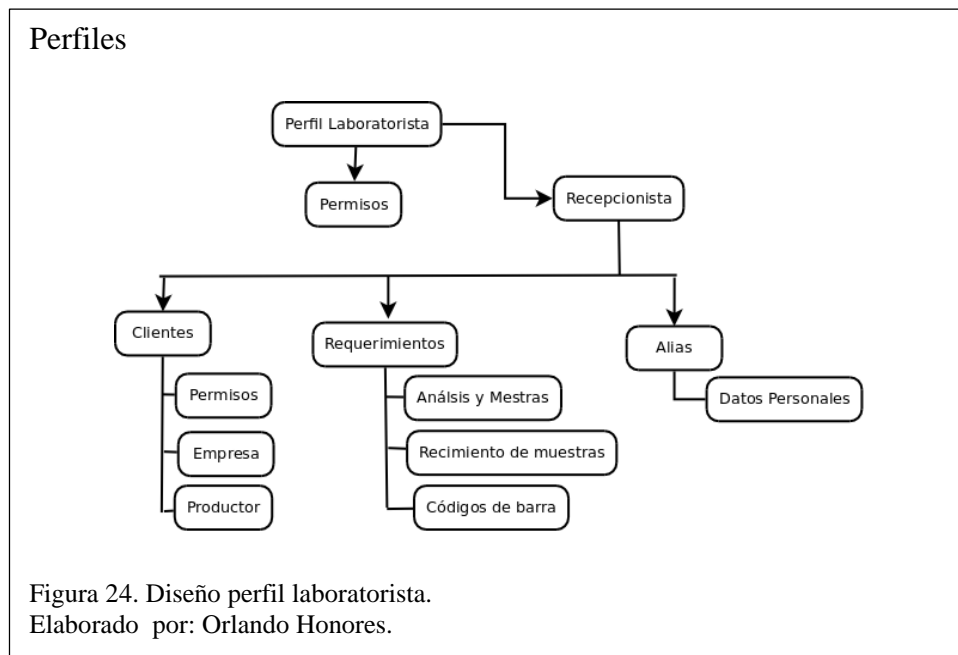 Perfiles
Perfil Laboratorista
Permisos
Recepcionista
Clientes
Permisos
Empresa
Productor
Requerimientos
Análsis y Mestras
Recimiento de muestras
Códigos de barra
Alias
Datos Personales
Figura 24. Diseño perfil laboratorista.
Elaborado por: Orlando Honores.